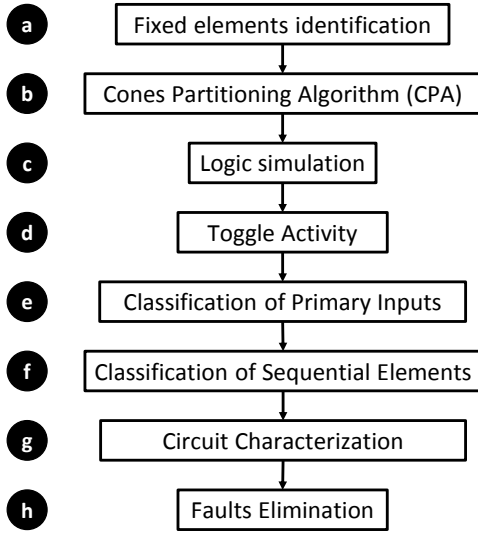 a Fixed elements identification
b Cones Partitioning Algorithm (CPA)
c Logic simulation
d Toggle Activity
e Classification of Primary Inputs
f Classification of Sequential Elements
g Circuit Characterization
h Faults Elimination